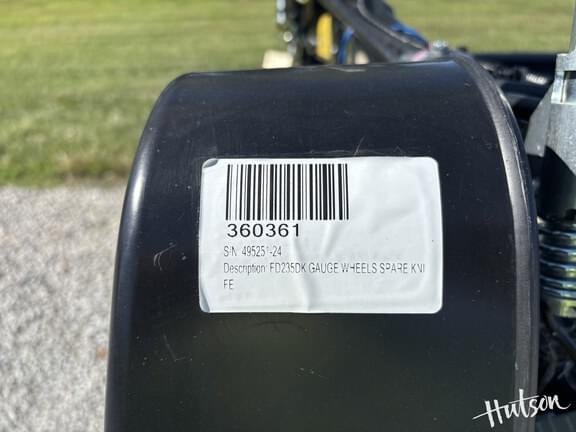 360361
S/N: 495251-24
Description: FD235DK GAUGE WHEELS SPARE KNI
FE
Hutson